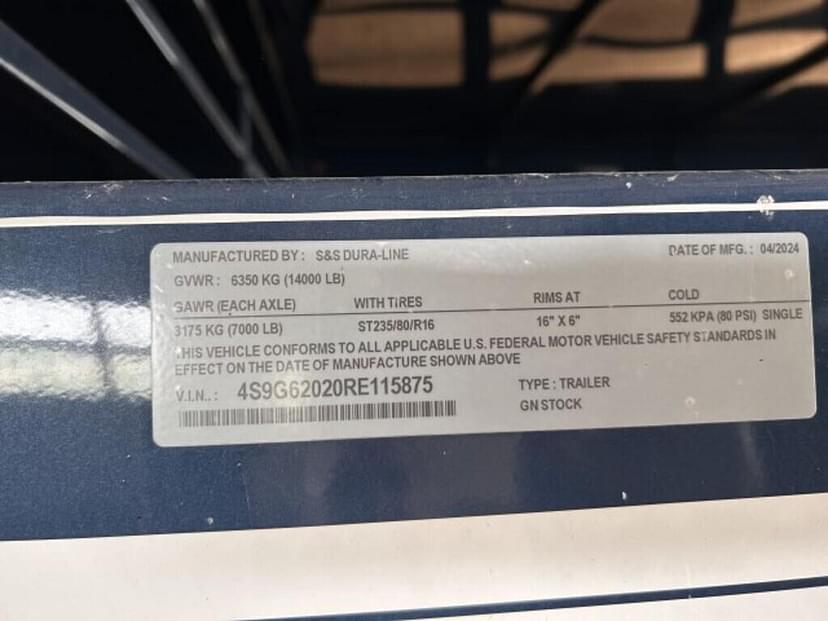 MANUFACTURED BY : S&S DURA-LINE DATE OF MFG. : 04/2024
GVWR : 6350 KG (14000 LB)
GAWR (EACH AXLE) WITH TIRES RIMS AT COLD
3175 KG (7000 LB) ST235/80/R16 16" X 6" 552 KPA (80 PSI) SINGLE
THIS VEHICLE CONFORMS TO ALL APPLICABLE U.S. FEDERAL MOTOR VEHICLE SAFETY STANDARDS IN
EFFECT ON THE DATE OF MANUFACTURE SHOWN ABOVE
V.I.N.. : 4S9G62020RE115875 TYPE : TRAILER
GN STOCK